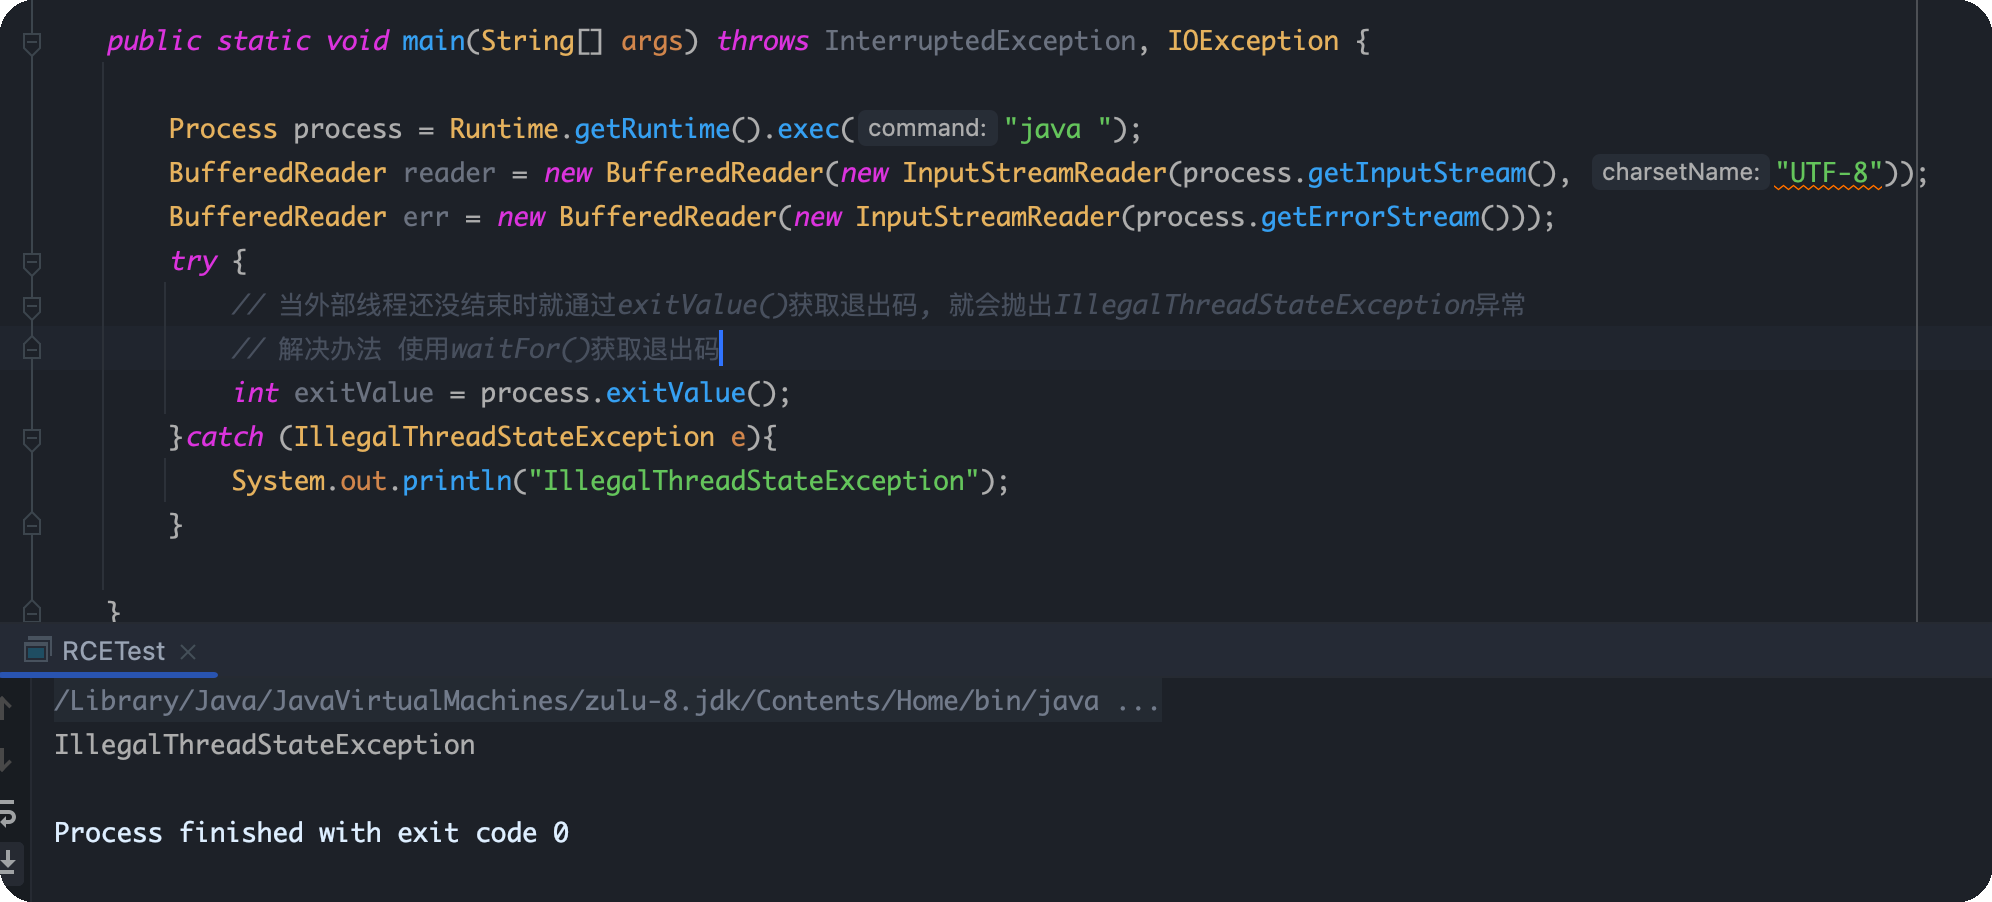 public static void main(String[] args) throws InterruptedException, IOException {
Process process = Runtime.getRuntime().exec( command: "java ");
BufferedReader reader = new BufferedReader(new InputStreamReader(process.getInputStream(), charsetName: "UTF-8"));
BufferedReader err = new BufferedReader(new InputStreamReader(process.getErrorStream()));
try {
// 当外部线程还没结束时就通过exitValue()获取退出码, 就会抛出IllegalThreadStateException异常
// 解决办法 使用waitFor()获取退出码
int exitValue = process.exitValue();
}catch (IllegalThreadStateException e){
System.out.println("IllegalThreadStateException");
}
}
RCETest
/Library/Java/JavaVirtualMachines/zulu-8.jdk/Contents/Home/bin/java ...
IllegalThreadStateException
Process finished with exit code 0